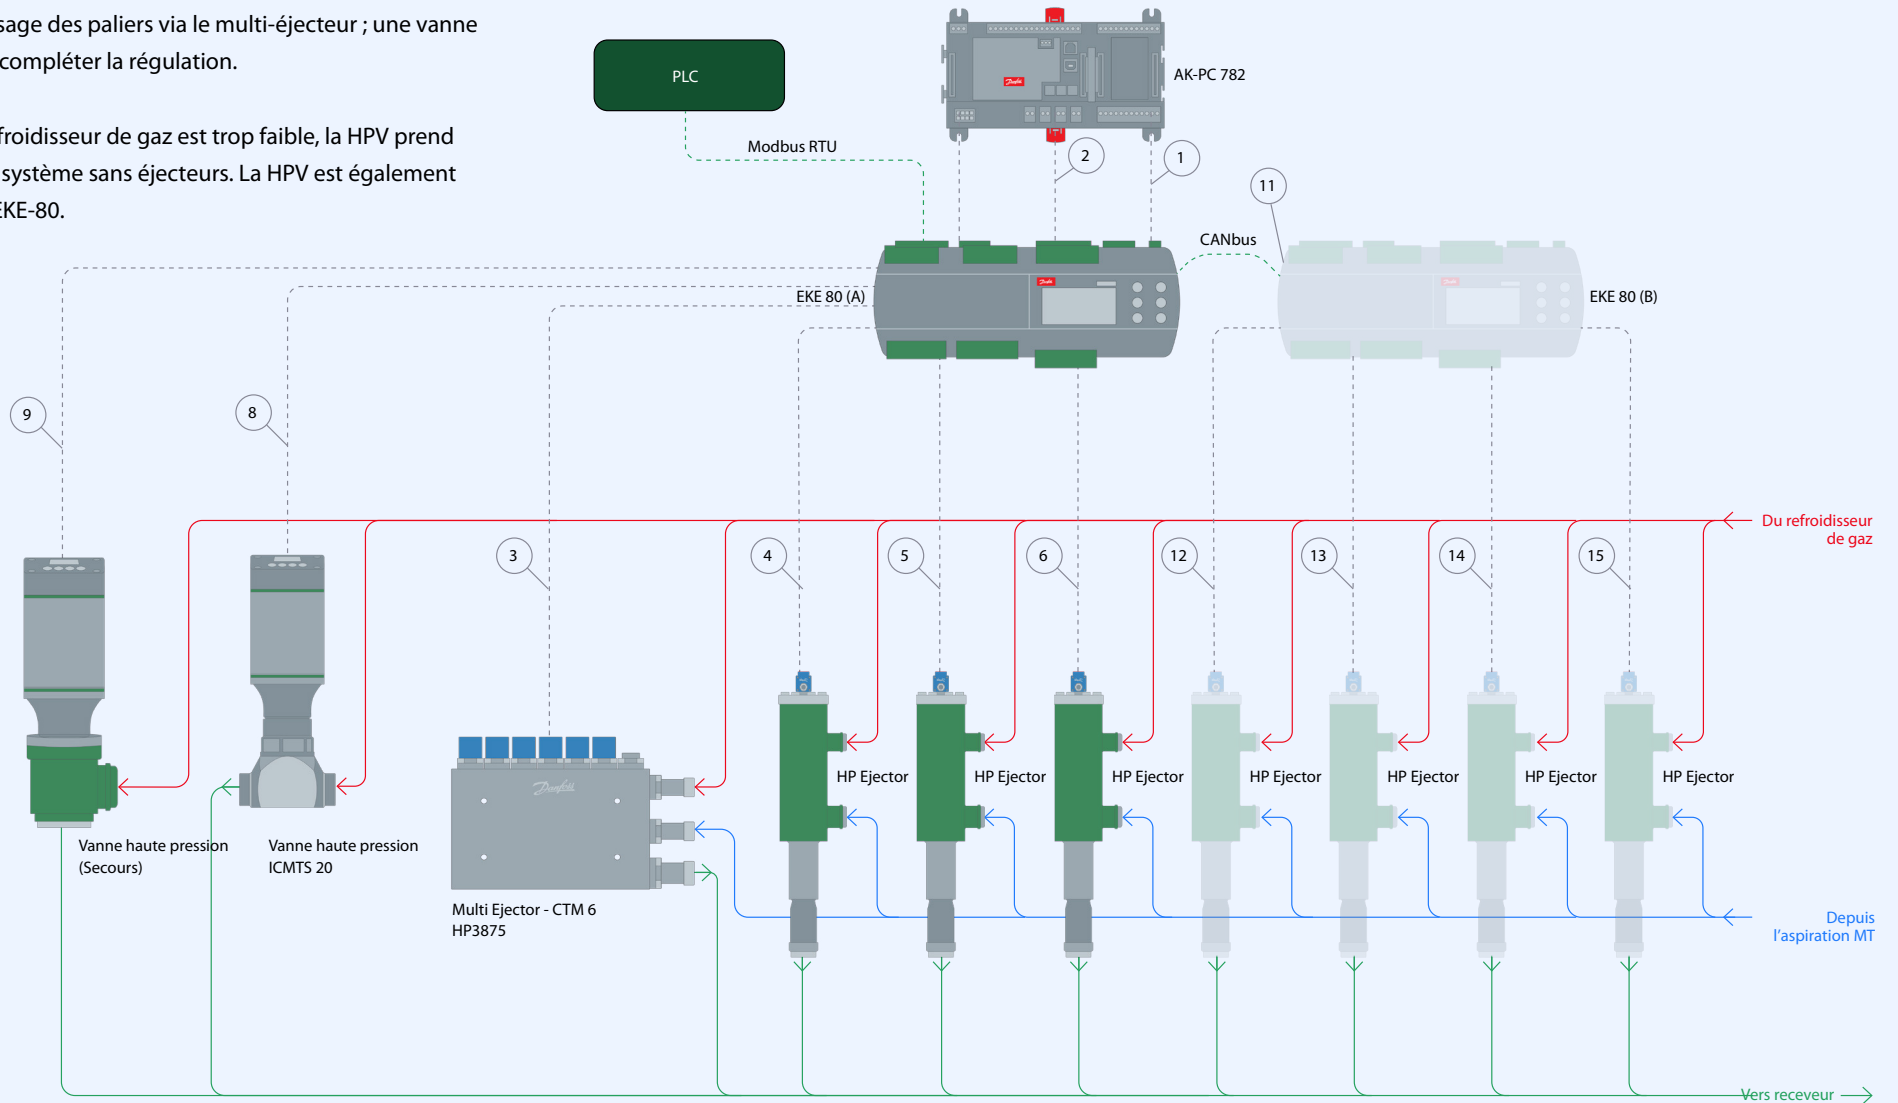 sage des paliers via le multi-éjecteur ; une vanne
compléter la régulation.
froidisseur de gaz est trop faible, la HPV prend
système sans éjecteurs. La HPV est également
EKE-80.
PLC
AK-PC 782
Modbus RTU
2
1
11
CANbus
EKE 80 (A)
EKE 80 (B)
9
8
Du refroidisseur
de gaz
3
4
5
6
12
13
14
15
Danfoss
HP Ejector
HP Ejector
HP Ejector
HP Ejector
HP Ejector
HP Ejector
HP Ejector
Vanne haute pression
(Secours)
Vanne haute pression
ICMTS 20
Multi Ejector - CTM 6
HP3875
Depuis
l'aspiration MT
Vers receveur